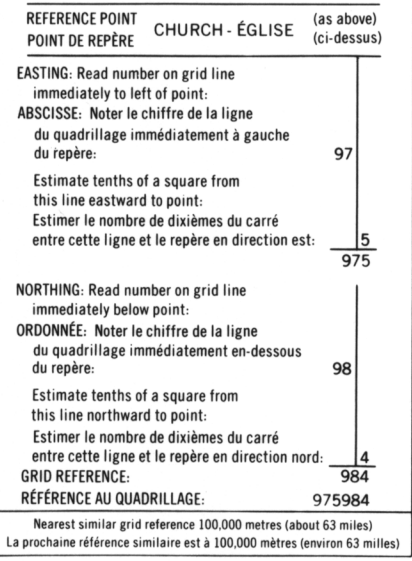 REFERENCE POINT
POINT DE REPÈRE
CHURCH - ÉGLISE
(as above)
(ci-dessus)
EASTING: Read number on grid line
immediately to left of point:
ABSCISSE: Noter le chiffre de la ligne
du quadrillage immédiatement à gauche
du repère: 97
Estimate tenths of a square from
this line eastward to point:
Estimer le nombre de dixièmes du carré
entre cette ligne et le repère en direction est: 5
975
NORTHING: Read number on grid line
immediately below point:
ORDONNÉE: Noter le chiffre de la ligne
du quadrillage immédiatement en-dessous
du repère: 98
Estimate tenths of a square from
this line northward to point:
Estimer le nombre de dixièmes du carré
entre cette ligne et le repère en direction nord: 4
GRID REFERENCE: 984
RÉFÉRENCE AU QUADRILLAGE: 975984
Nearest similar grid reference 100,000 metres (about 63 miles)
La prochaine référence similaire est à 100,000 mètres (environ 63 milles)